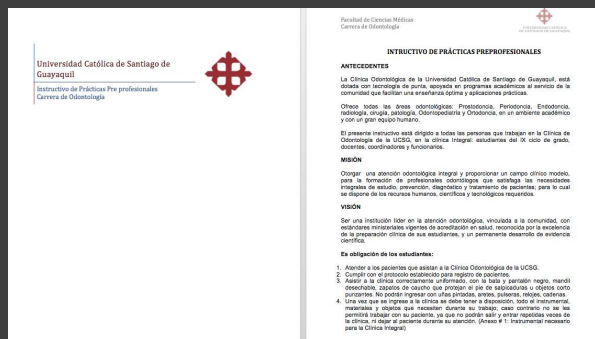 Universidad Católica de Santiago de
Guayaquil
Instructivo de Prácticas Pre profesionales
Carrera de Odontología
Facultad de Ciencias Médicas
Carrera de Odontología
UNIVERSIDAD CATÓLICA
DE SANTIAGO DE GUAYAQUIL
INTRUCTIVO DE PRÁCTICAS PREPROFESIONALES
ANTECEDENTES
La Clínica Odontológica de la Universidad Católica de Santiago de Guayaquil, está
dotada con tecnología de punta, apoyada en programas académicos al servicio de la
comunidad que facilitan una enseñanza óptima y aplicaciones prácticas.
Ofrece todas las áreas odontológicas: Prostodoncia, Periodoncia, Endodoncia,
radiología, cirugía, patología, Odontopediatría y Ortodoncia, en un ambiente académico
y con un gran equipo humano.
El presente instructivo está dirigido a todas las personas que trabajan en la Clínica de
Odontología de la UCSG, en la clínica Integral: estudiantes del IX ciclo de grado,
docentes, coordinadores y funcionarios.
MISIÓN
Otorgar una atención odontológica integral y proporcionar un campo clínico modelo,
para la formación de profesionales odontólogos que satisfaga las necesidades
integrales de estudio, prevención, diagnóstico y tratamiento de pacientes; para lo cual
se dispone de los recursos humanos, científicos y tecnológicos requeridos.
VISIÓN
Ser una institución líder en la atención odontológica, vinculada a la comunidad, con
estándares ministeriales vigentes de acreditación en salud, reconocida por la excelencia
de la preparación clínica de sus estudiantes, y un permanente desarrollo de evidencia
científica.
Es obligación de los estudiantes:
1. Atender a los pacientes que asistan a la Clínica Odontológica de la UCSG.
2. Cumplir con el protocolo establecido para registro de pacientes.
3. Asistir a la clínica correctamente uniformado, con la bata y pantalón negro, mandil
desechable, zapatos de caucho que protejan el pie de salpicaduras u objetos corto
punzantes. No podrán ingresar con uñas pintadas, aretes, pulseras, relojes, cadenas.
4. Una vez que se ingrese a la clínica se debe tener a disposición, todo el instrumental,
materiales y objetos que necesitan durante su trabajo; caso contrario no se les
permitirá trabajar con su paciente, ya que no podrán salir y entrar repetidas veces de
la clínica, ni dejar al paciente durante su atención. (Anexo # 1: Instrumental necesario
para la Clínica Integral)